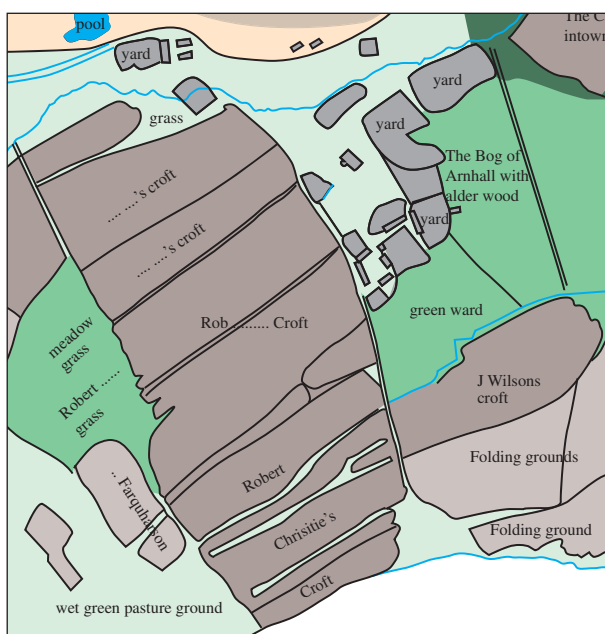 pool
The C
intown
yard
yard
grass
yard
The Bog of
Arnhall with
alder wood
.... ...'s croft
yard
.... ...'s croft
green ward
Rob ......... Croft
meadow
grass
Robert ......
grass
J Wilsons
croft
Folding grounds
Robert
.. Farquharson
Chrisitie's
Folding ground
Croft
wet green pasture ground